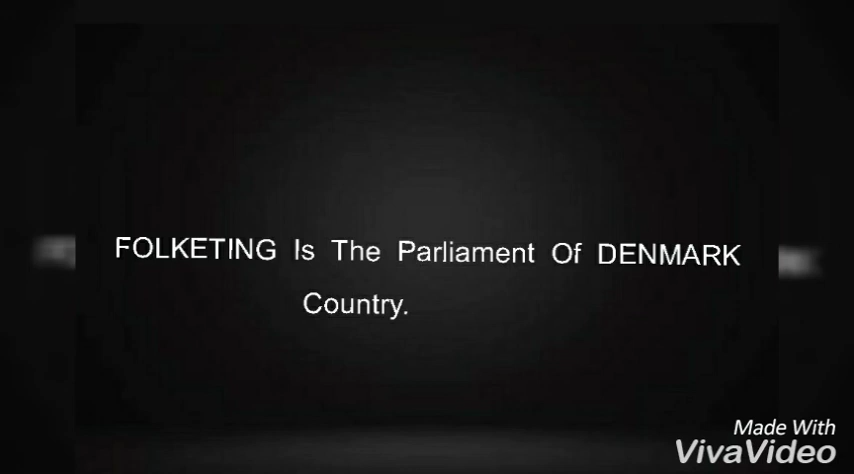 FOLKETING Is The Parliament Of DENMARK
Country.
Made With
VivaVideo